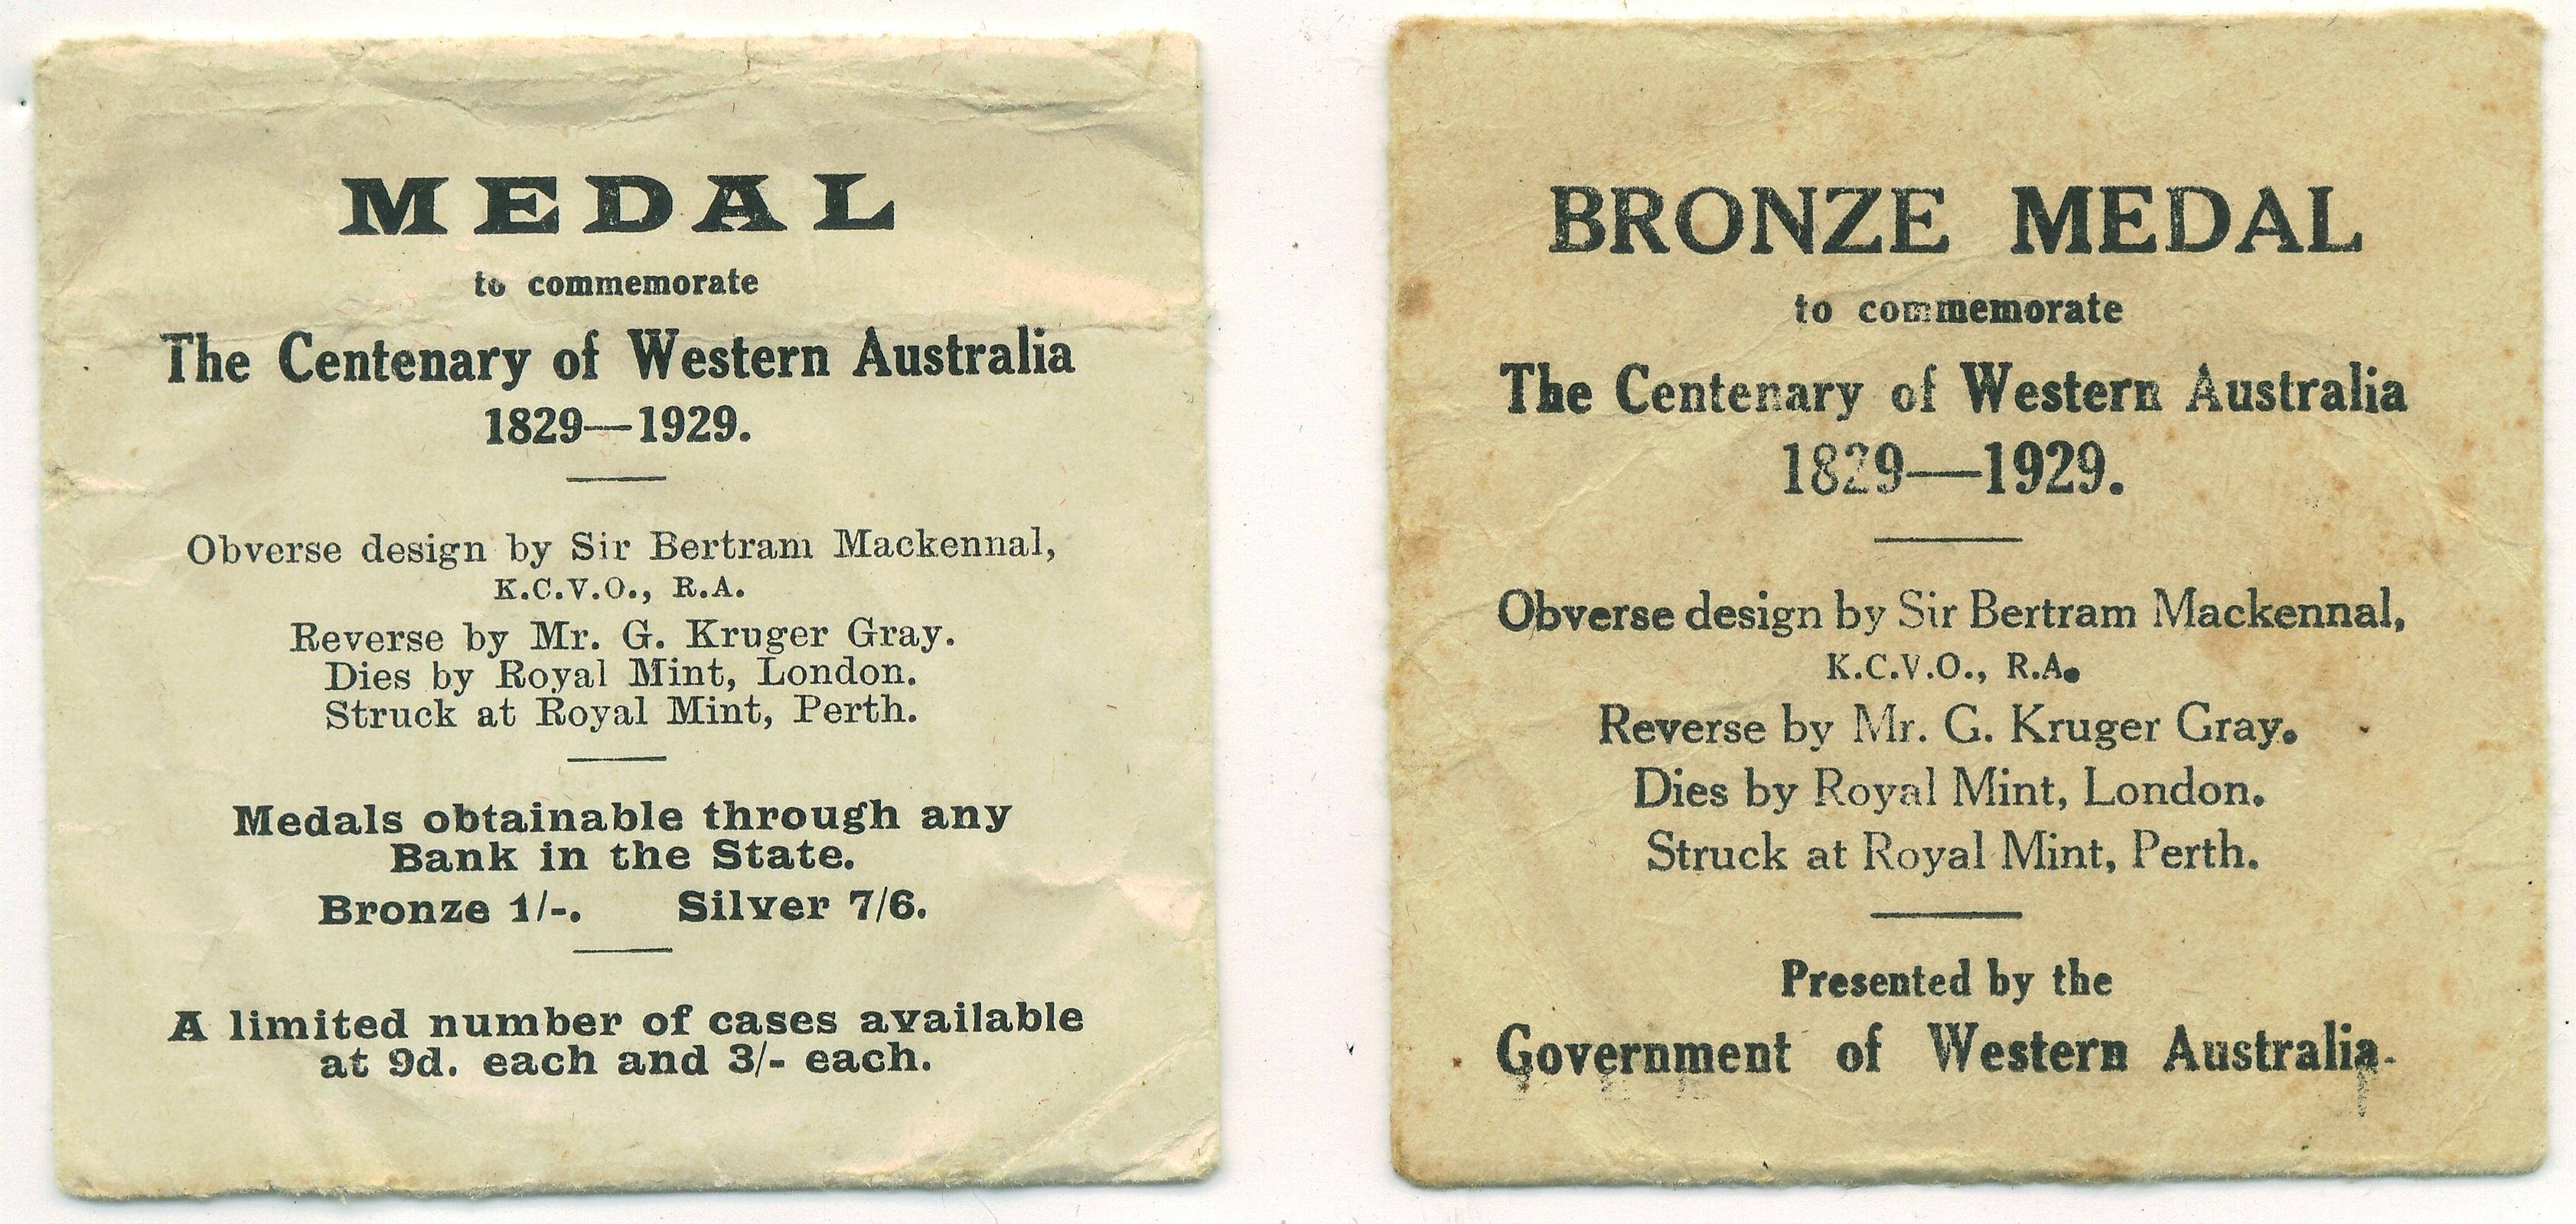 MEDAL
to commemorate
The Centenary of Western Australia
1829—1929.
Obverse design by Sir Bertram Mackennal,
K.C.V.O., R.A.
Reverse by Mr. G. Kruger Gray.
Dies by Royal Mint, London.
Struck at Royal Mint, Perth.
Medals obtainable through any
Bank in the State.
Bronze 1/-. Silver 7/6.
A limited number of cases available
at 9d. each and 3/- each.
BRONZE MEDAL
to commemorate
The Centenary of Western Australia
1829—1929.
Obverse design by Sir Bertram Mackennal,
K.C.V.O., R.A.
Reverse by Mr. G. Kruger Gray.
Dies by Royal Mint, London.
Struck at Royal Mint, Perth.
Presented by the
Government of Western Australia.